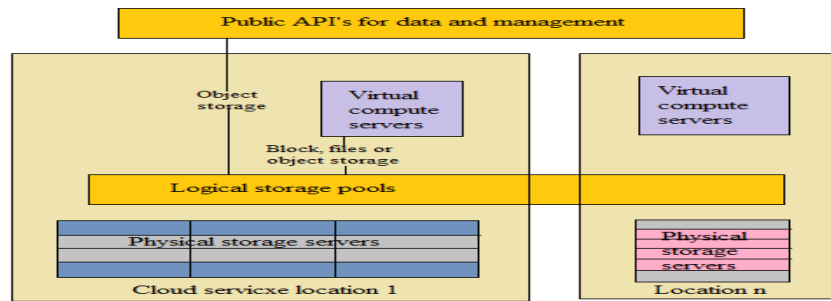 Public API's for data and management
Object
storage
Virtual
compute
servers
Block, files or
object storage
Virtual
compute
servers
Logical storage pools
Physical storage servers
Physical
storage
servers
Cloud servicxe location 1
Location n